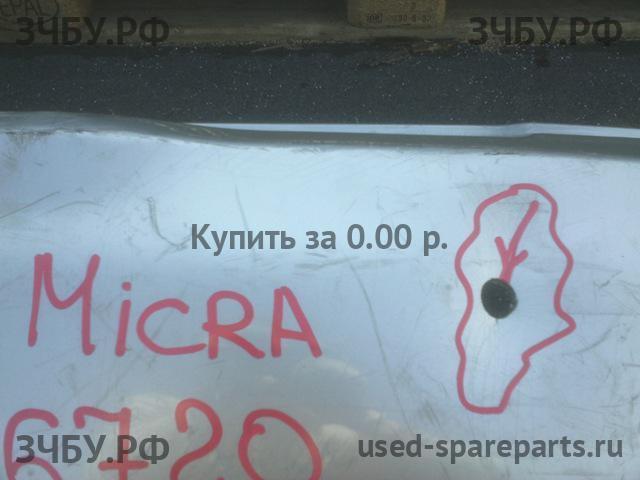 ЗЧБУ.РФ ЗЧБУ.РФ
Купить за 0.00 р.
MiCRA
6720
ЗЧБУ.РФ used-spareparts.ru